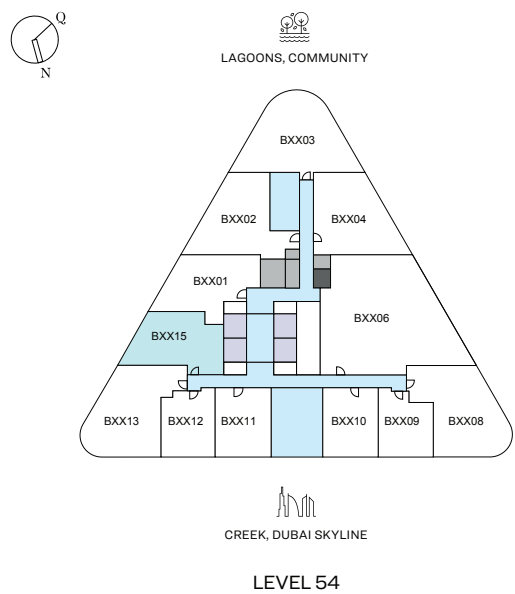 Q
N
LAGOONS, COMMUNITY
BXX03
BXX02
BXX04
BXX01
BXX06
BXX15
BXX13
BXX12
BXX11
BXX10
BXX09
BXX08
CREEK, DUBAI SKYLINE
LEVEL 54